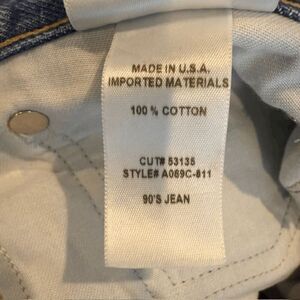 MADE IN U.S.A.
IMPORTED MATERIALS
100 % COTTON
CUT# 53135
STYLE# A069C-811
90'S JEAN